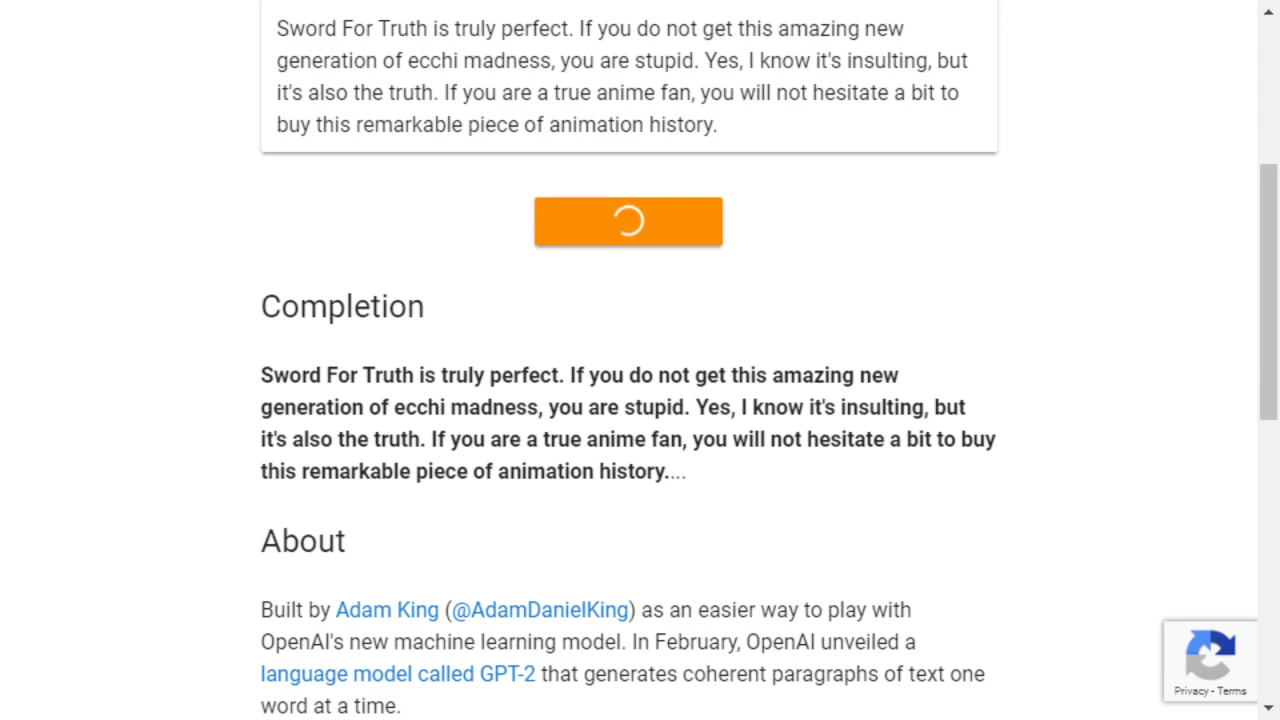 Sword For Truth is truly perfect. If you do not get this amazing new
generation of ecchi madness, you are stupid. Yes, I know it's insulting, but
it's also the truth. If you are a true anime fan, you will not hesitate a bit to
buy this remarkable piece of animation history.
Completion
Sword For Truth is truly perfect. If you do not get this amazing new
generation of ecchi madness, you are stupid. Yes, I know it's insulting, but
it's also the truth. If you are a true anime fan, you will not hesitate a bit to buy
this remarkable piece of animation history....
About
Built by Adam King (@AdamDanielKing) as an easier way to play with
OpenAI's new machine learning model. In February, OpenAI unveiled a
language model called GPT-2 that generates coherent paragraphs of text one
word at a time.
Privacy - Terms